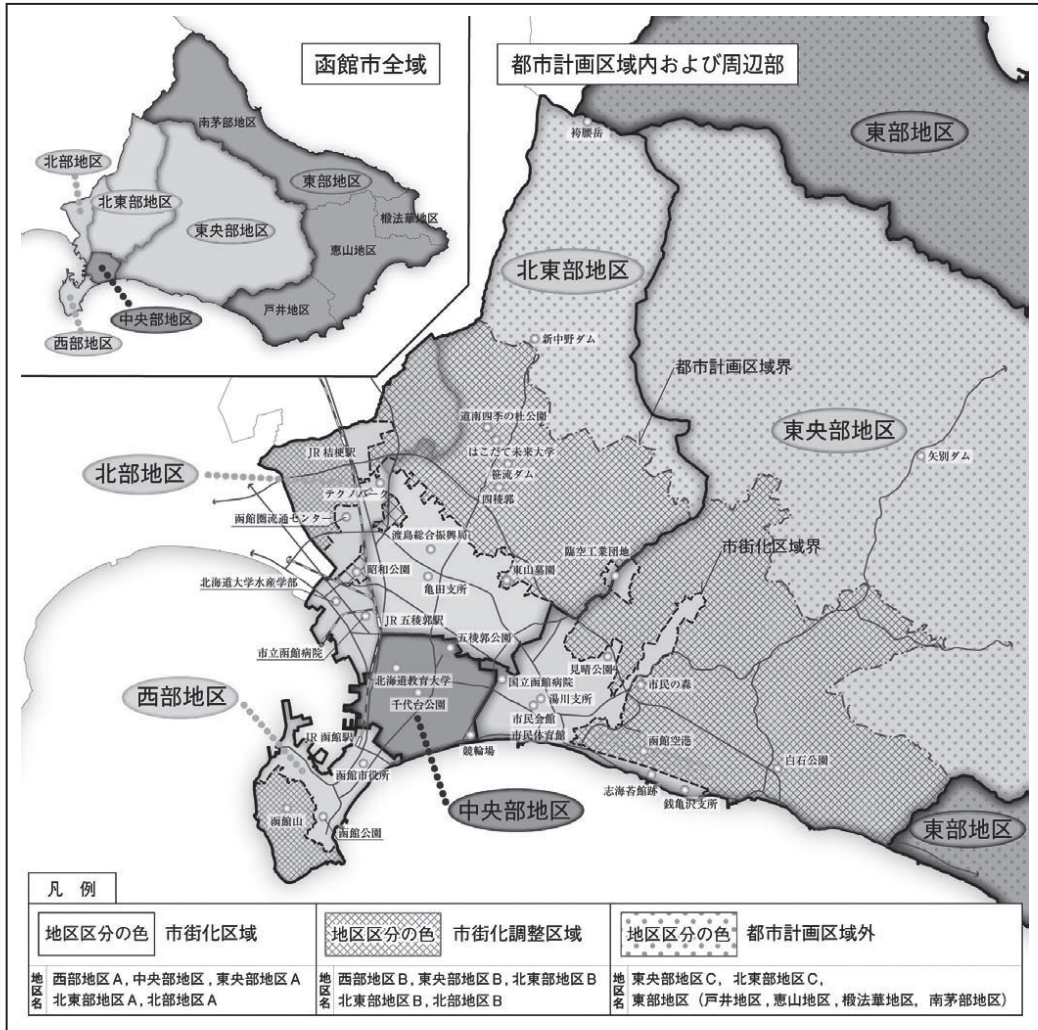 函館市全域
都市計画区域内および周辺部
南茅部地区
北部地区
北東部地区
東部地区
椴法華地区
東央部地区
恵山地区
戸井地区
中央部地区
西部地区
東部地区
袴腰岳
北東部地区
新中野ダム
都市計画区域界
道南四季の杜公園
東央部地区
はこだて未来大学
JR 桔梗駅
矢別ダム
北部地区
笹流ダム
テクノパーク
四稜郭
函館圏流通センター
渡島総合振興局
市街化区域界
臨空工業団地
昭和公園
東山墓園
北海道大学水産学部
亀田支所
JR 五稜郭駅
五稜郭公園
市立函館病院
見晴公園
北海道教育大学
国立函館病院
市民の森
西部地区
千代台公園
湯川支所
市民会館
市民体育館
JR 函館駅
競輪場
函館空港
函館市役所
白石公園
志海苔館跡
銭亀沢支所
中央部地区
函館山
函館公園
東部地区
凡 例
地区区分の色 市街化区域
地区区分の色 市街化調整区域
地区区分の色 都市計画区域外
地区名 西部地区A,中央部地区,東央部地区A
北東部地区A,北部地区A
地区名 西部地区B,東央部地区B,北東部地区B
北東部地区B,北部地区B
地区名 東央部地区C, 北東部地区C,
東部地区(戸井地区,恵山地区,椴法華地区, 南茅部地区)